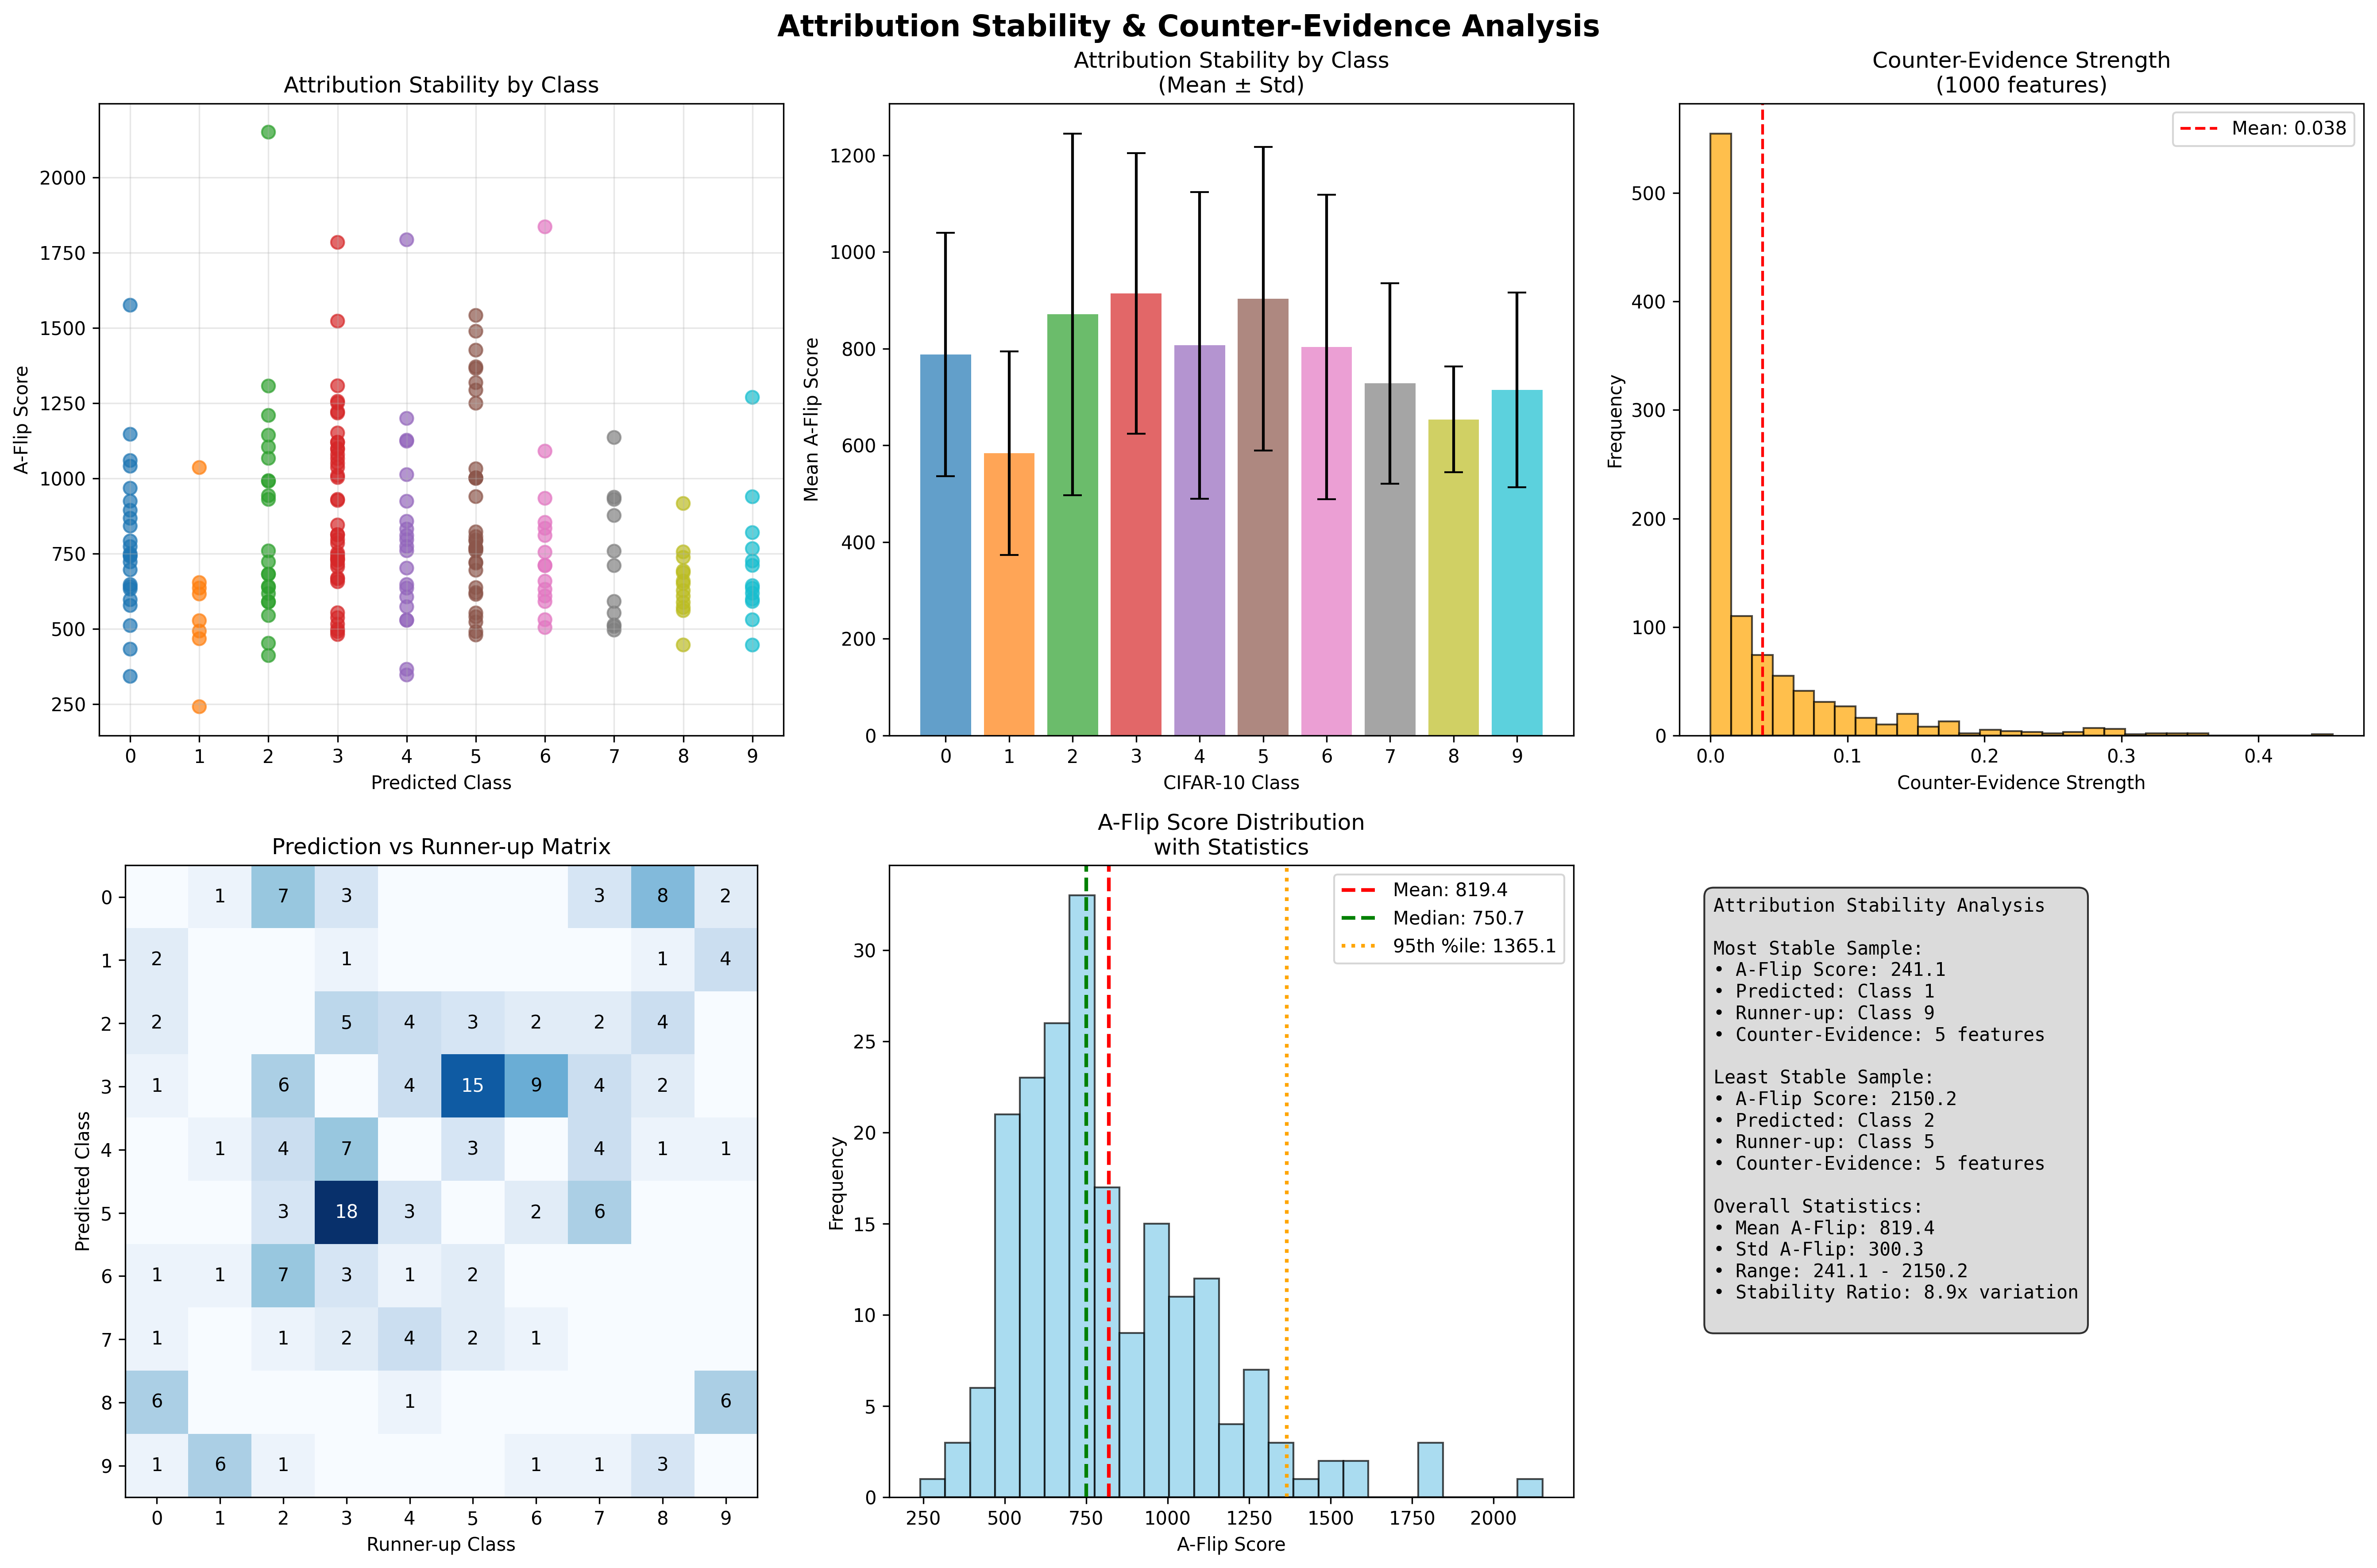 Attribution Stability & Counter-Evidence Analysis
Attribution Stability by Class
A-Flip Score
2000
1750
1500
1250
1000
750
500
250
0 1 2 3 4 5 6 7 8 9
Predicted Class
Attribution Stability by Class
(Mean ± Std)
Mean A-Flip Score
1200
1000
800
600
400
200
0
0 1 2 3 4 5 6 7 8 9
CIFAR-10 Class
Counter-Evidence Strength
(1000 features)
Mean: 0.038
Frequency
500
400
300
200
100
0
0.0 0.1 0.2 0.3 0.4
Counter-Evidence Strength
Prediction vs Runner-up Matrix
Predicted Class
0 1 7 3 3 8 2
1 2 1 1 4
2 2 5 4 3 2 2 4
3 1 6 4 15 9 4 2
4 1 4 7 3 4 1 1
5 3 18 3 2 6
6 1 1 7 3 1 2
7 1 1 2 4 2 1
8 6 1 6
9 1 6 1 1 1 3
0 1 2 3 4 5 6 7 8 9
Runner-up Class
A-Flip Score Distribution
with Statistics
Mean: 819.4
Median: 750.7
95th %ile: 1365.1
Frequency
30
25
20
15
10
5
0
250 500 750 1000 1250 1500 1750 2000
A-Flip Score
Attribution Stability Analysis
Most Stable Sample:
• A-Flip Score: 241.1
• Predicted: Class 1
• Runner-up: Class 9
• Counter-Evidence: 5 features
Least Stable Sample:
• A-Flip Score: 2150.2
• Predicted: Class 2
• Runner-up: Class 5
• Counter-Evidence: 5 features
Overall Statistics:
• Mean A-Flip: 819.4
• Std A-Flip: 300.3
• Range: 241.1 - 2150.2
• Stability Ratio: 8.9x variation